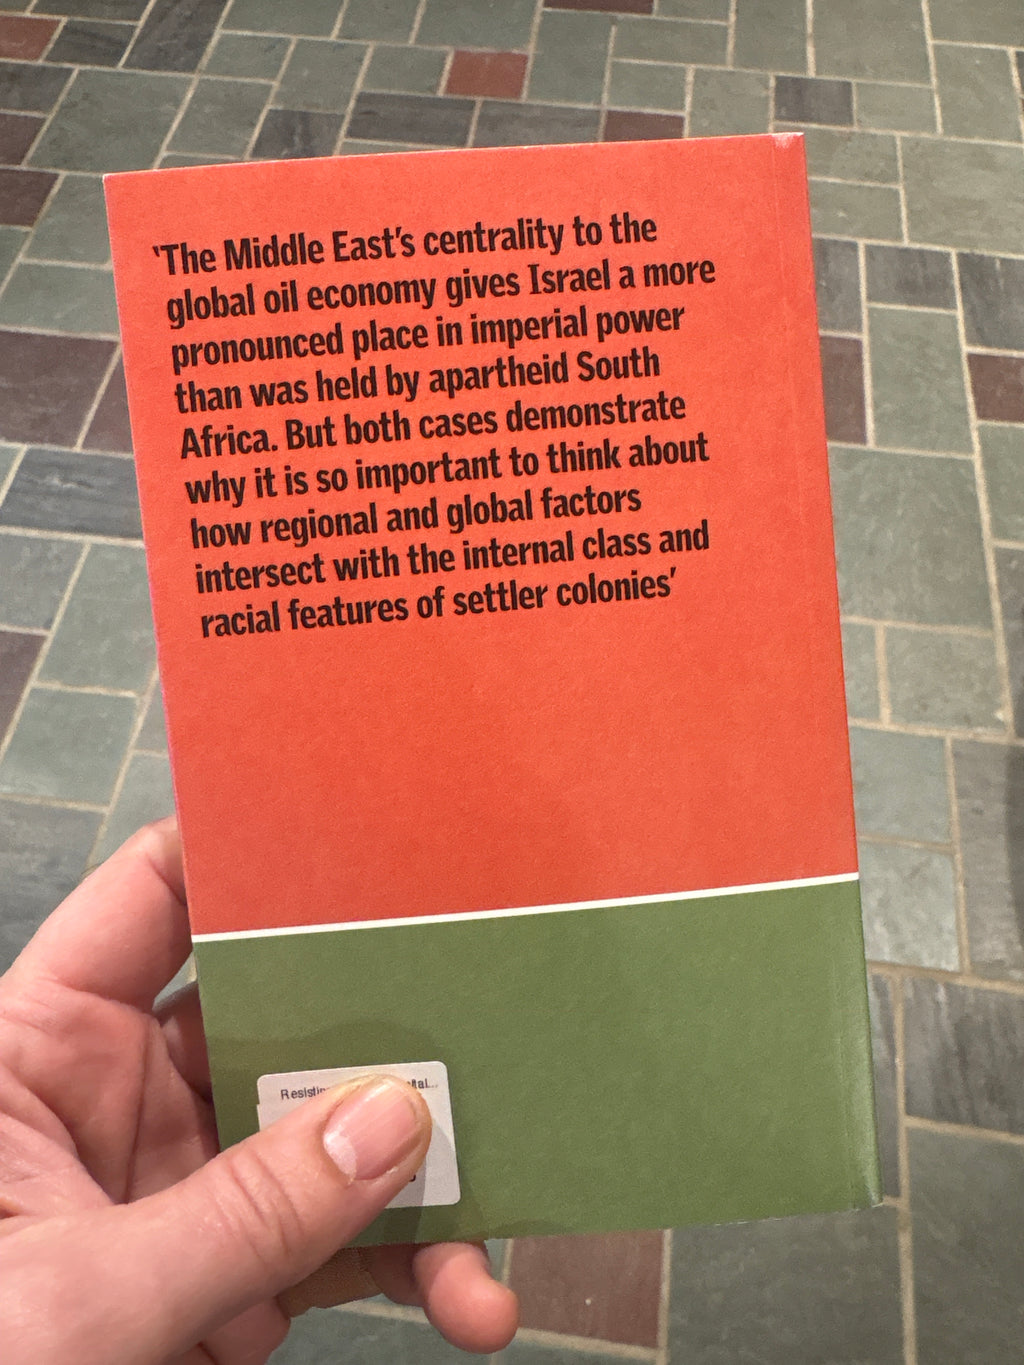 ‘The Middle East’s centrality to the
global oil economy gives Israel a more
pronounced place in imperial power
than was held by apartheid South
Africa. But both cases demonstrate
why it is so important to think about
how regional and global factors
intersect with the internal class and
racial features of settler colonies’